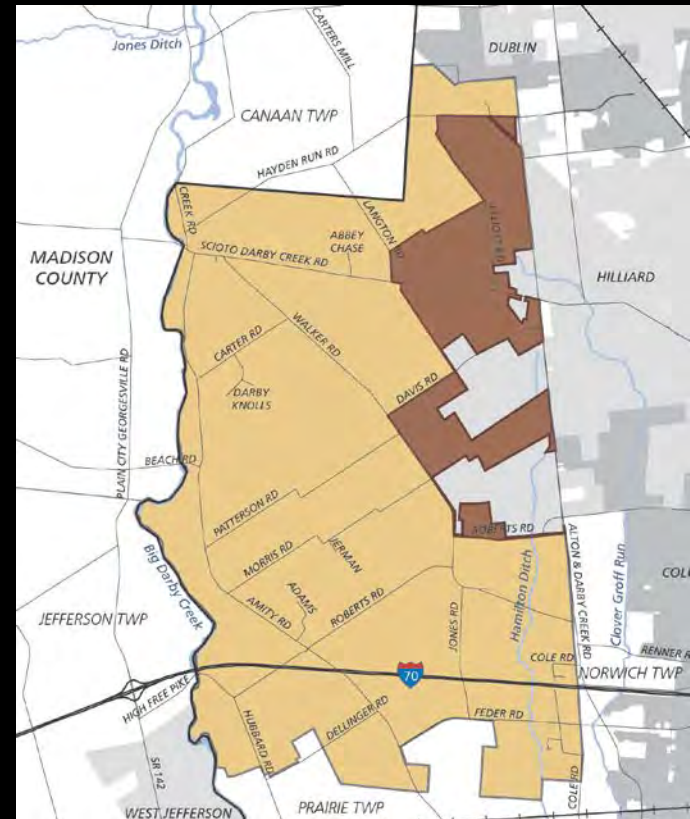 Jones Ditch
CARTERS MILL
DUBLIN
CANAAN TWP
HAYDEN RUN RD
CREEK RD
LANGTON RD
ABBEY
CHASE
ELLIOTT RD
SCIOTO DARBY CREEK RD
MADISON
COUNTY
HILLIARD
PLAIN CITY GEORGESVILLE RD
CARTER RD
WALKER RD
DARBY
KNOLLS
DAVIS RD
BEACH RD
PATTERSON RD
ROBERTS RD
Big Darby Creek
MORRIS RD
JERMAN
ALTON & DARBY CREEK RD
Clover Groff Run
Hamilton Ditch
JEFFERSON TWP
AMITY RD
ADAMS
ROBERTS RD
JONES RD
COLE RD
RENNER R
NORWICH TWP
70
HIGH FREE PIKE
HUBBARD RD
DELLINGER RD
FEDER RD
SR 142
COLE RD
WEST JEFFERSON
PRAIRIE TWP